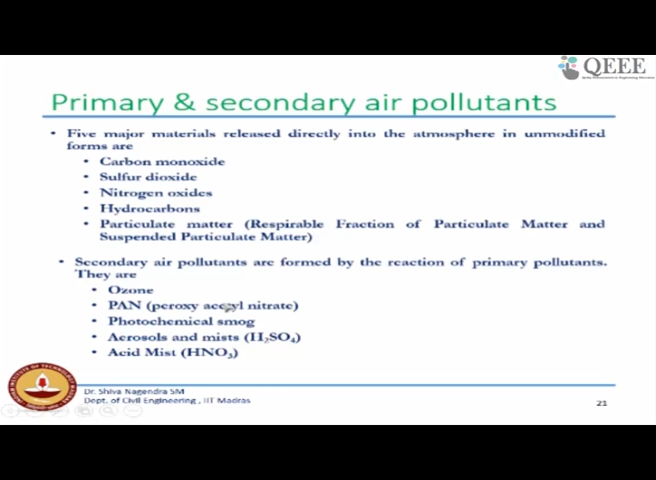 QEEE
Primary & secondary air pollutants
• Five major materials released directly into the atmosphere in unmodified
forms are
• Carbon monoxide
• Sulfur dioxide
• Nitrogen oxides
• Hydrocarbons
• Particulate matter (Respirable Fraction of Particulate Matter and
Suspended Particulate Matter)
• Secondary air pollutants are formed by the reaction of primary pollutants.
They are
• Ozone
• PAN (peroxy acetyl nitrate)
• Photochemical smog
• Aerosols and mists (H₂SO₄)
• Acid Mist (HNO₃)
Dr. Shiva Nagendra SM
Dept. of Civil Engineering , IIT Madras
21